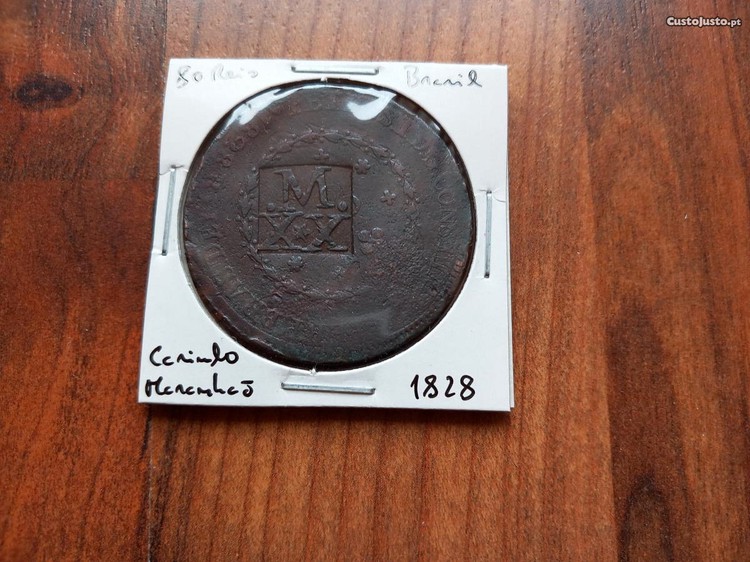 CustoJusto.pt
80 Reis Brasil
.M.
XX
Carimbo
Maranhão 1828